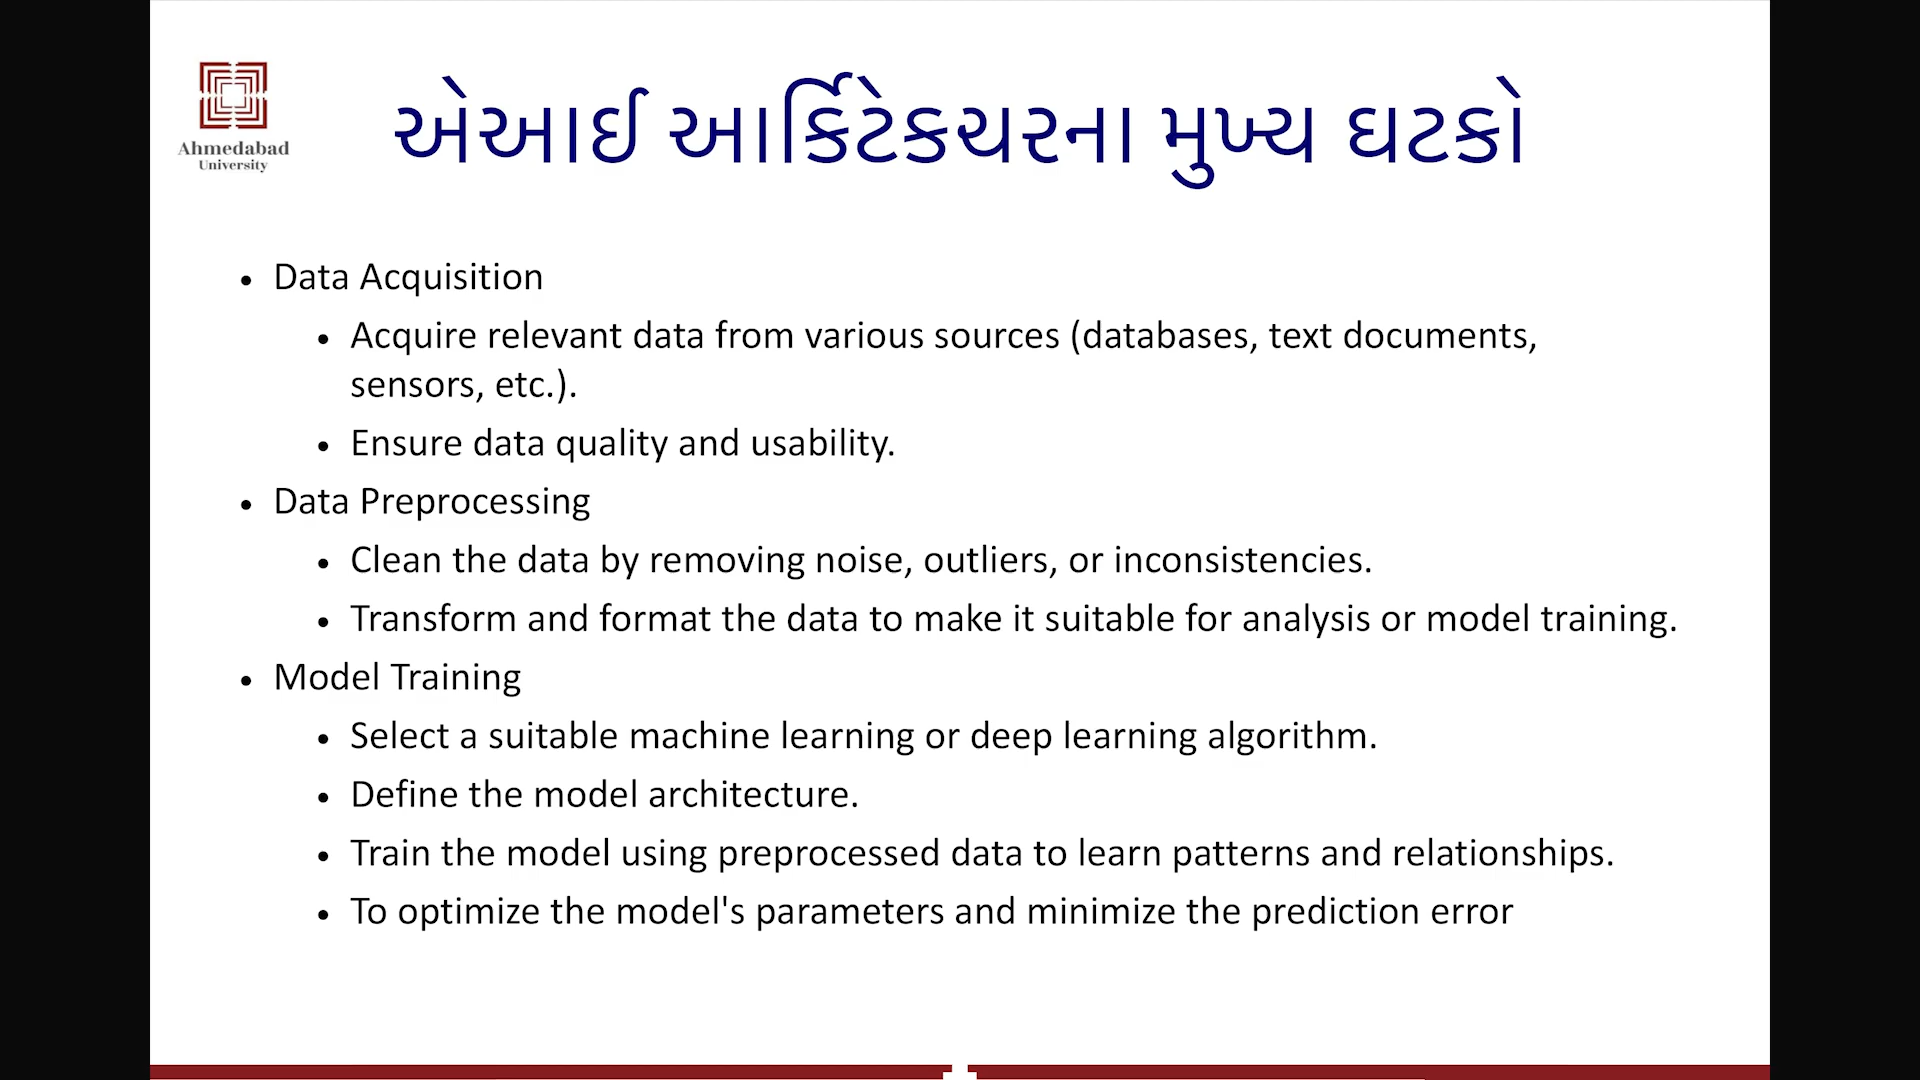 Ahmedabad
University
એઆઈ આર્કિટેકચરના મુખ્ય ઘટકો
• Data Acquisition
• Acquire relevant data from various sources (databases, text documents,
sensors, etc.).
• Ensure data quality and usability.
• Data Preprocessing
• Clean the data by removing noise, outliers, or inconsistencies.
• Transform and format the data to make it suitable for analysis or model training.
• Model Training
• Select a suitable machine learning or deep learning algorithm.
• Define the model architecture.
• Train the model using preprocessed data to learn patterns and relationships.
• To optimize the model's parameters and minimize the prediction error